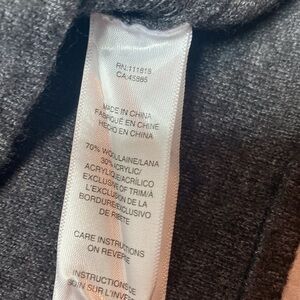 RN:111818
CA:45885
MADE IN CHINA
FABRIQUÉ EN CHINE
HECHO EN CHINA
70% WOOL/LAINE/LANA
30% ACRYLIC/
ACRYLIQUE/ACRÍLICO
EXCLUSIVE OF TRIM/À
L'EXCLUSION DE LA
BORDURE/EXCLUSIVO
DE RIBETE
CARE INSTRUCTIONS
ON REVERSE
INSTRUCTIONS DE
SOIN SUR L'INVERSE